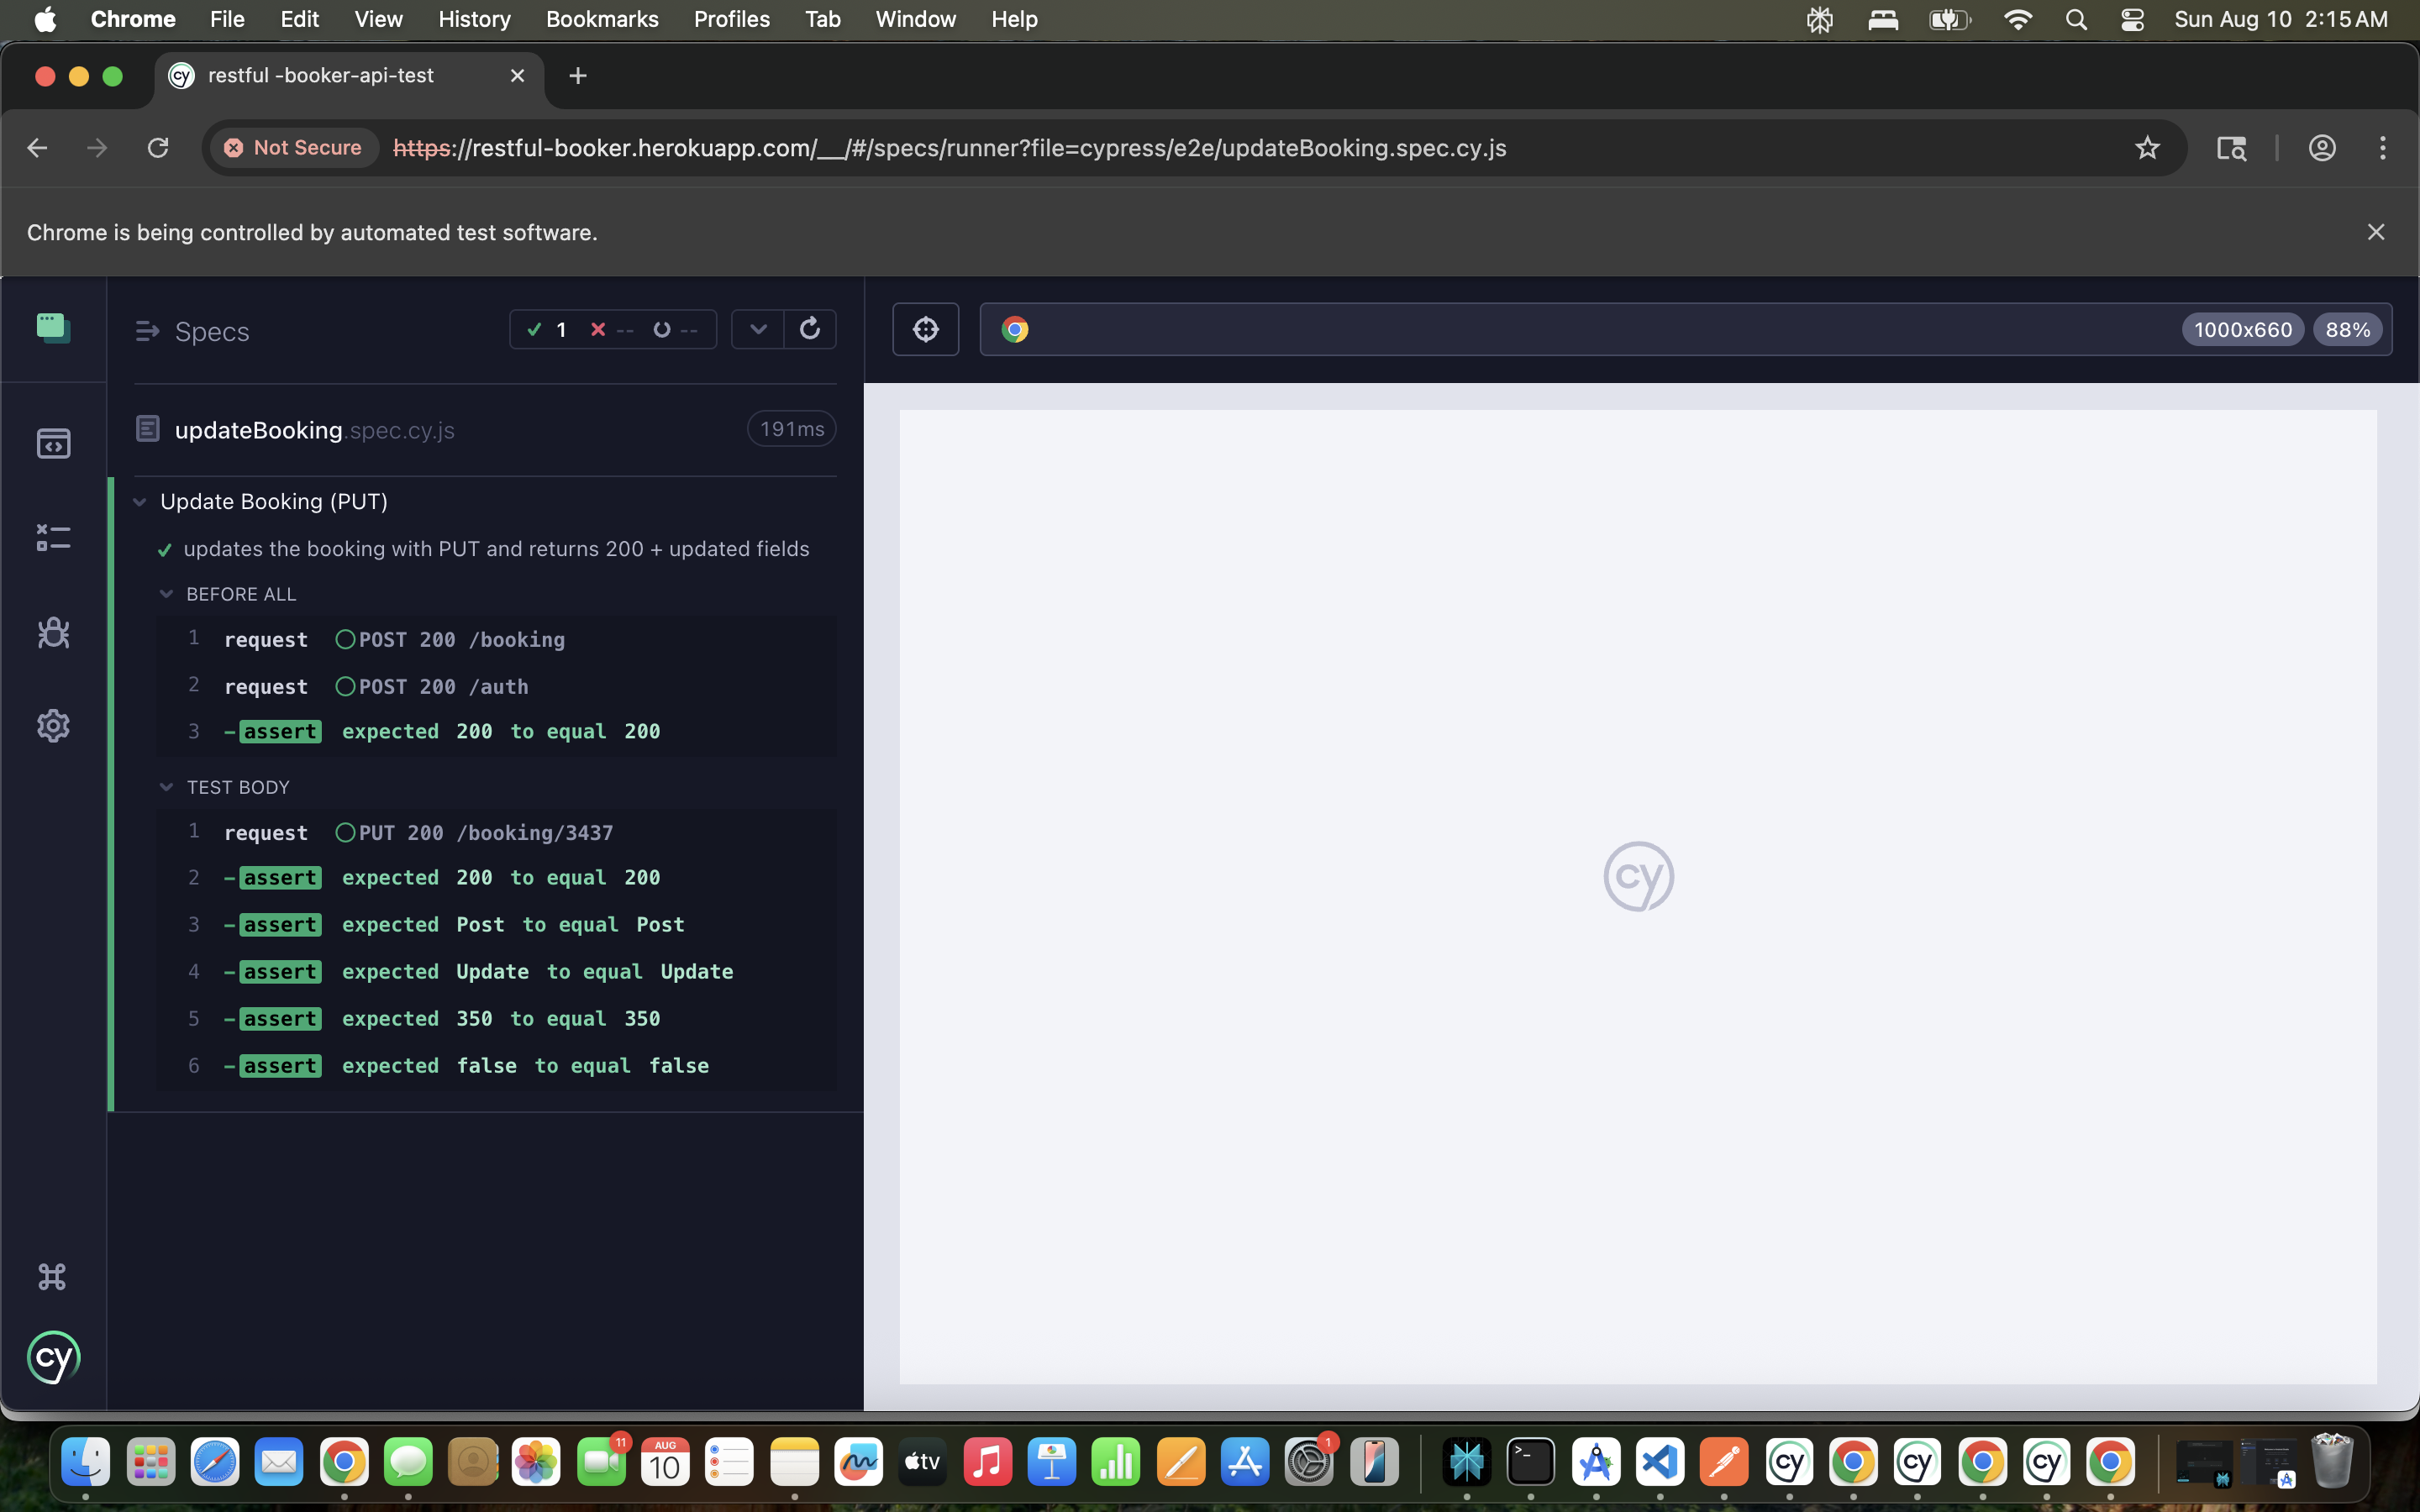 Chrome File Edit View History Bookmarks Profiles Tab Window Help Sun Aug 10 2:15 AM
cy restful -booker-api-test
Not Secure https://restful-booker.herokuapp.com/__/#/specs/runner?file=cypress/e2e/updateBooking.spec.cy.js
Chrome is being controlled by automated test software.
Specs 1 -- --
1000x660 88%
updateBooking.spec.cy.js 191ms
Update Booking (PUT)
updates the booking with PUT and returns 200 + updated fields
BEFORE ALL
1 request POST 200 /booking
2 request POST 200 /auth
3 -assert expected 200 to equal 200
TEST BODY
1 request PUT 200 /booking/3437
2 -assert expected 200 to equal 200
3 -assert expected Post to equal Post
4 -assert expected Update to equal Update
5 -assert expected 350 to equal 350
6 -assert expected false to equal false
cy
cy
11 AUG 10 tv 1 >_ cy cy cy